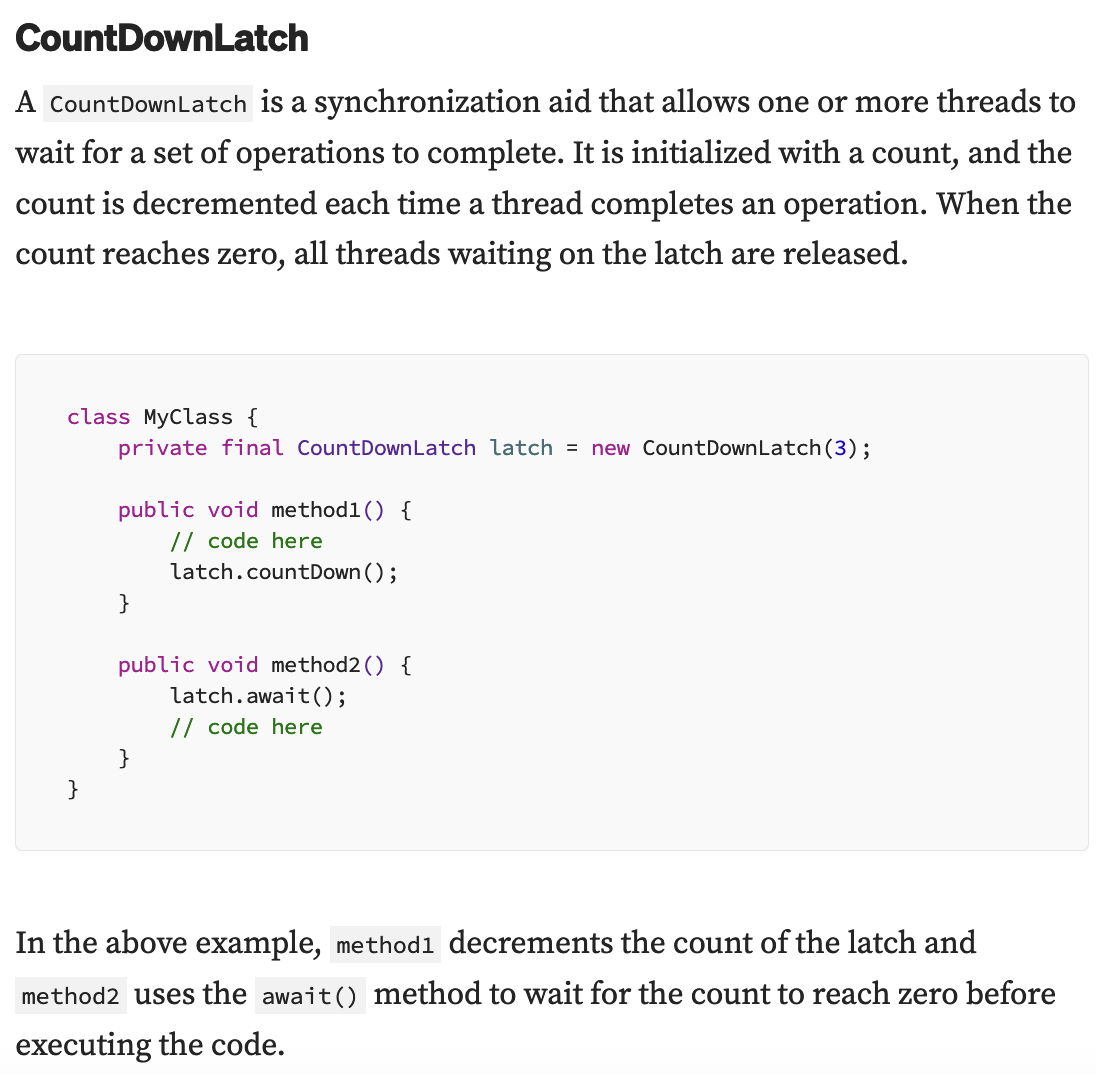 CountDownLatch
A CountDownLatch is a synchronization aid that allows one or more threads to
wait for a set of operations to complete. It is initialized with a count, and the
count is decremented each time a thread completes an operation. When the
count reaches zero, all threads waiting on the latch are released.
class MyClass {
    private final CountDownLatch latch = new CountDownLatch(3);
    public void method1() {
        // code here
        latch.countDown();
    }
    public void method2() {
        latch.await();
        // code here
    }
}
In the above example, method1 decrements the count of the latch and
method2 uses the await() method to wait for the count to reach zero before
executing the code.